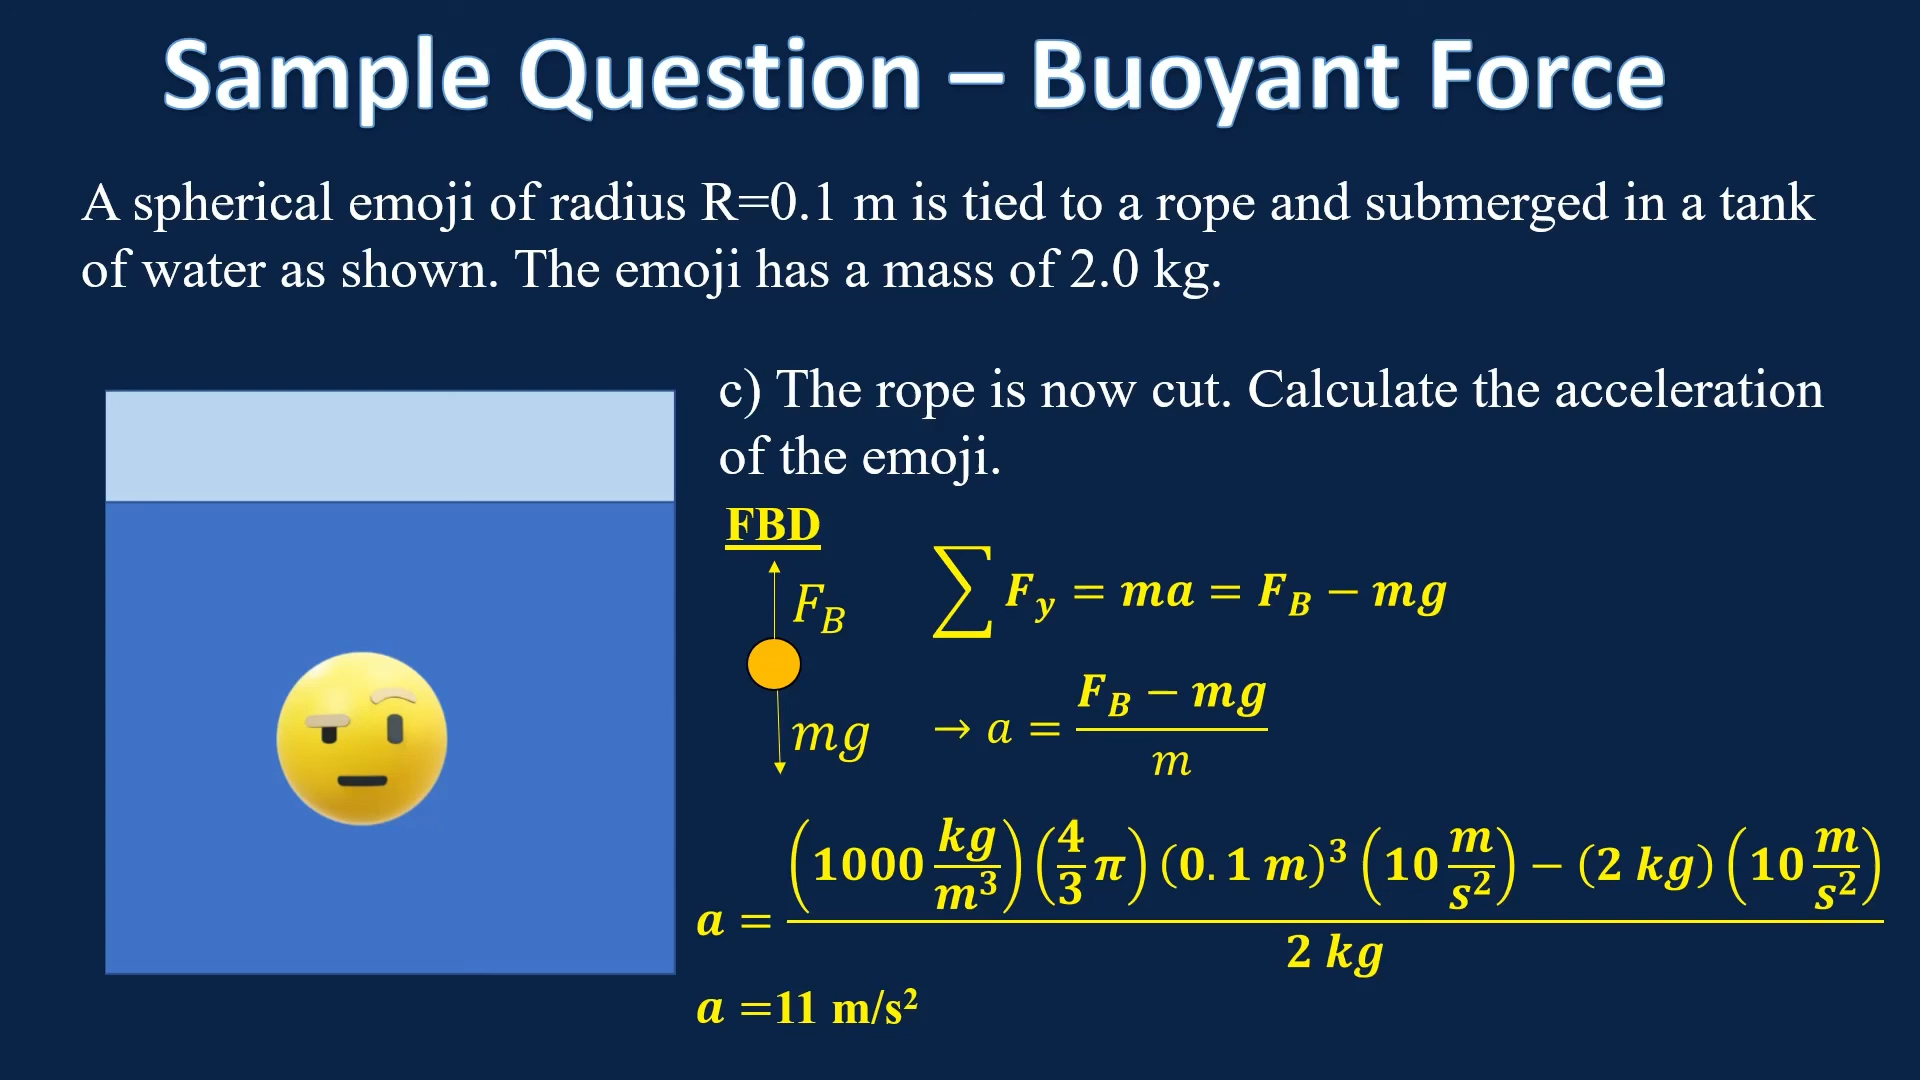 Sample Question – Buoyant Force
A spherical emoji of radius R=0.1 m is tied to a rope and submerged in a tank
of water as shown. The emoji has a mass of 2.0 kg.
c) The rope is now cut. Calculate the acceleration
of the emoji.
FBD
F_B
mg
∑ F_y = ma = F_B − mg
→ a = (F_B − mg)/m
a = ((1000 kg/m³)(4/3 π)(0.1 m)³(10 m/s²) − (2 kg)(10 m/s²))/(2 kg)
a =11 m/s²